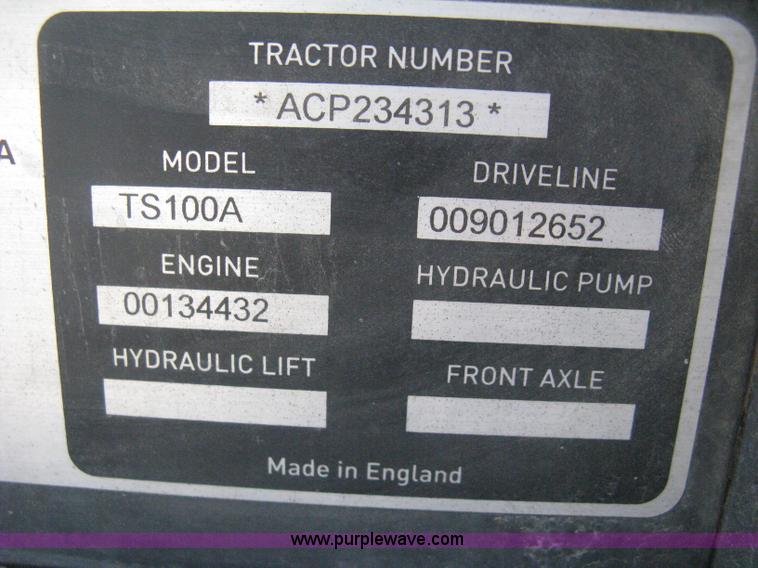 TRACTOR NUMBER
* ACP234313 *
A
MODEL
DRIVELINE
TS100A
009012652
ENGINE
HYDRAULIC PUMP
00134432
HYDRAULIC LIFT
FRONT AXLE
Made in England
www.purplewave.com